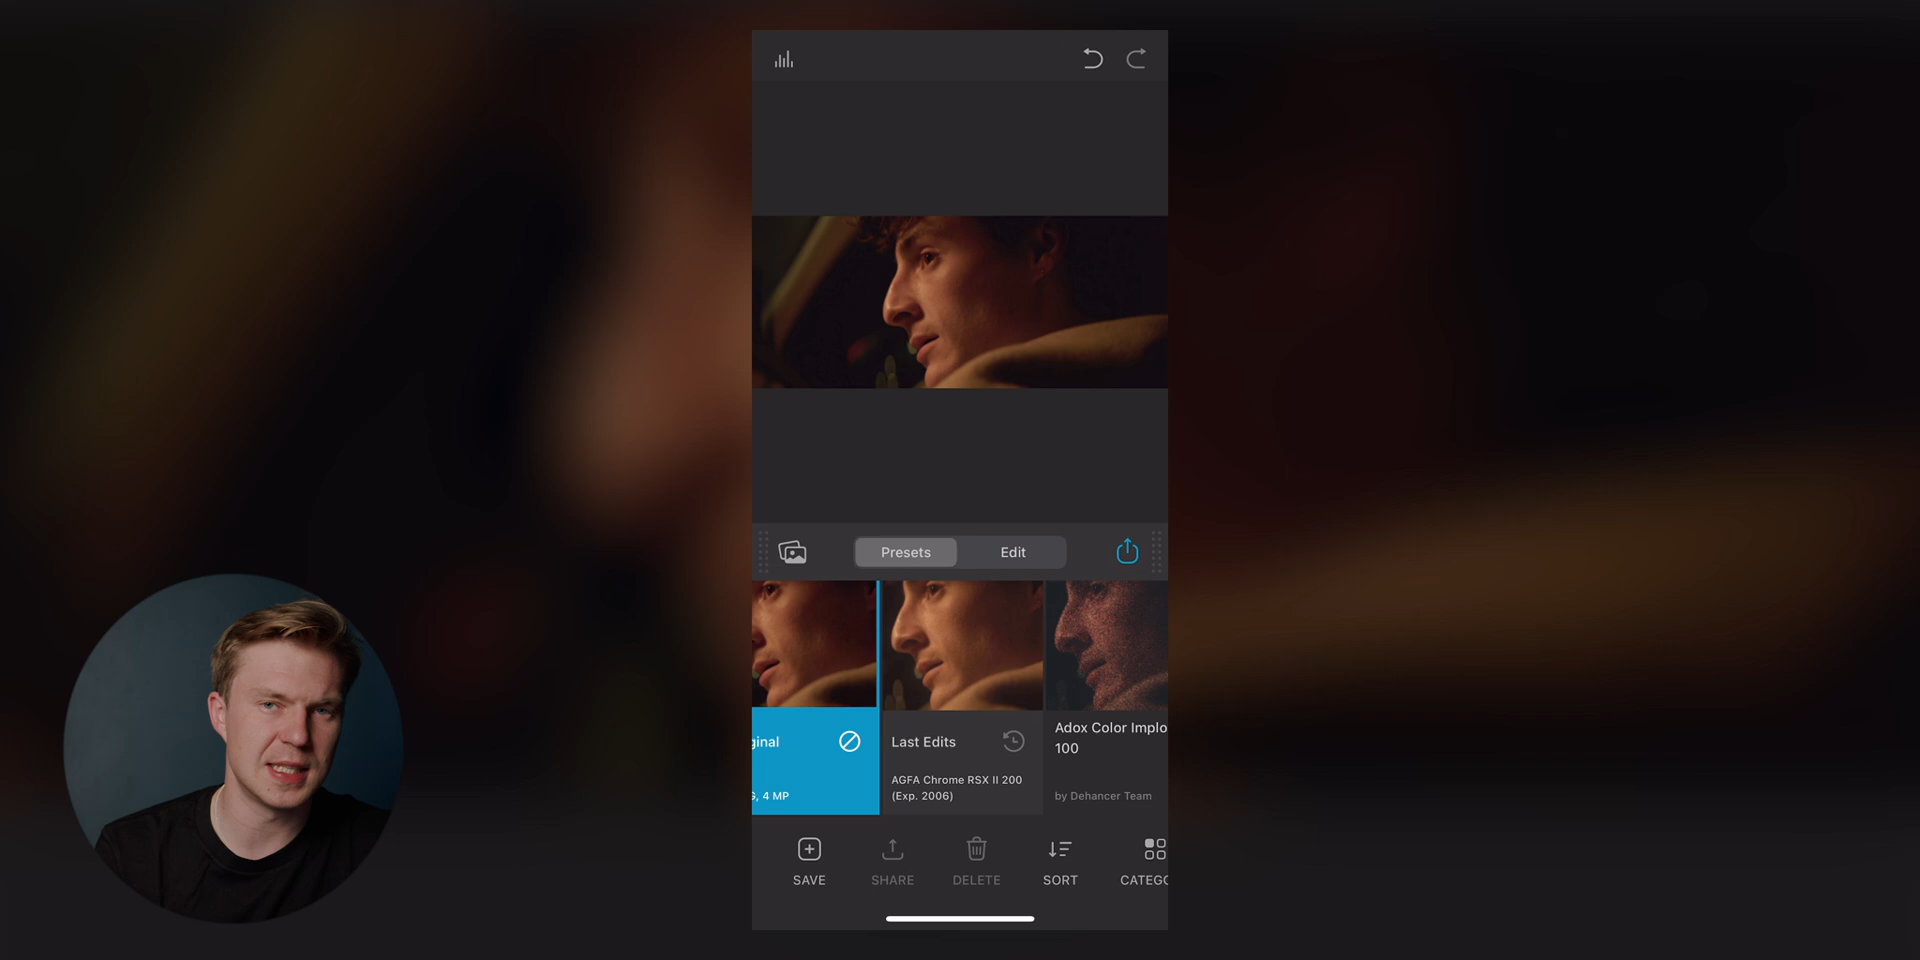 Presets
Edit
ginal
Last Edits
Adox Color Implo
100
, 4 MP
AGFA Chrome RSX II 200
(Exp. 2006)
by Dehancer Team
SAVE
SHARE
DELETE
SORT
CATEGO